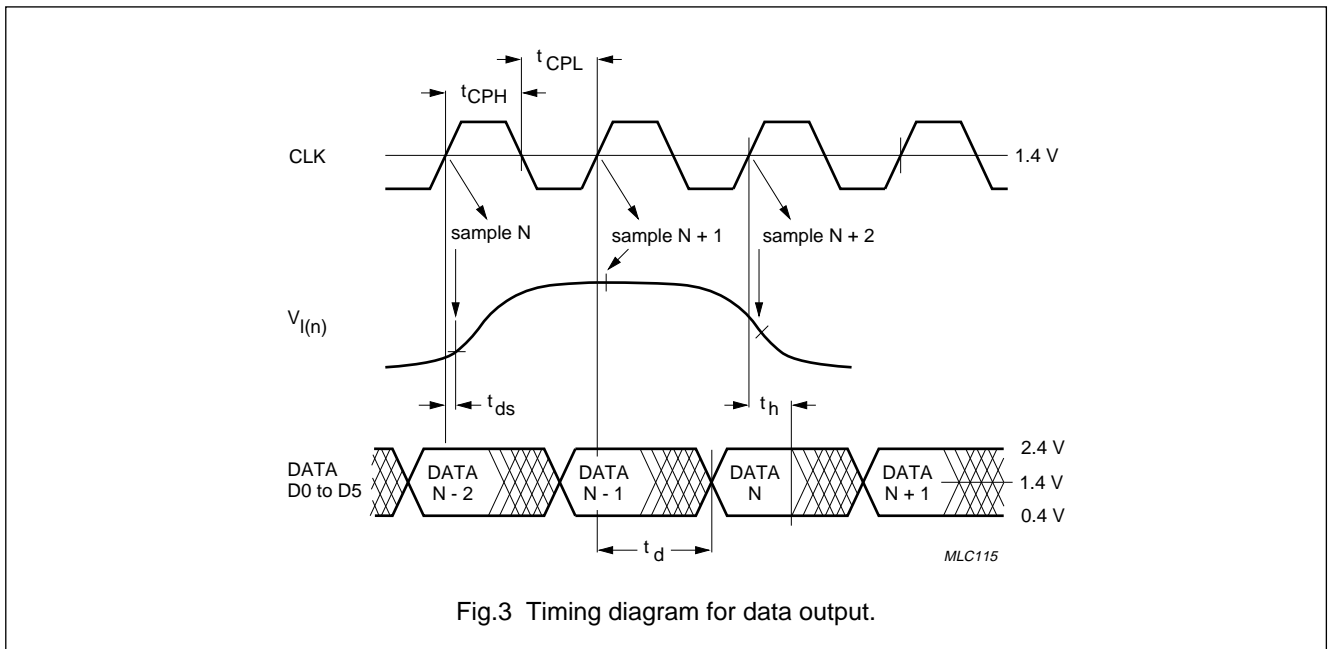 t CPL
t CPH
CLK
1.4 V
sample N
sample N + 1
sample N + 2
V I(n)
t ds
t h
DATA
D0 to D5
DATA
N - 2
DATA
N - 1
DATA
N
DATA
N + 1
2.4 V
1.4 V
0.4 V
t d
MLC115
Fig.3 Timing diagram for data output.